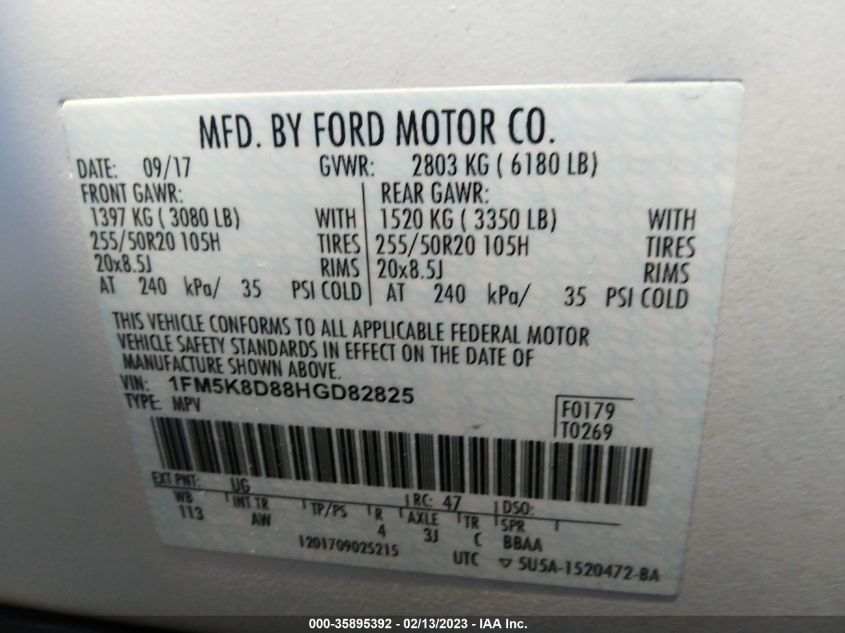 MFD. BY FORD MOTOR CO.
DATE: 09/17 GVWR: 2803 KG ( 6180 LB)
FRONT GAWR: REAR GAWR:
1397 KG ( 3080 LB) WITH 1520 KG ( 3350 LB) WITH
255/50R20 105H TIRES 255/50R20 105H TIRES
20x8.5J RIMS 20x8.5J RIMS
AT 240 kPa/ 35 PSI COLD AT 240 kPa/ 35 PSI COLD
THIS VEHICLE CONFORMS TO ALL APPLICABLE FEDERAL MOTOR
VEHICLE SAFETY STANDARDS IN EFFECT ON THE DATE OF
MANUFACTURE SHOWN ABOVE.
VIN: 1FM5K8D88HGD82825
TYPE: MPV
F0179
T0269
EXT PNT: UG RC: 47 DSO:
WB INT TR TP/PS R AXLE TR SPR
113 AW 4 3J C BBAA
1201709025215 UTC ▽ 5U5A-1520472-BA
000-35895392 - 02/13/2023 - IAA Inc.